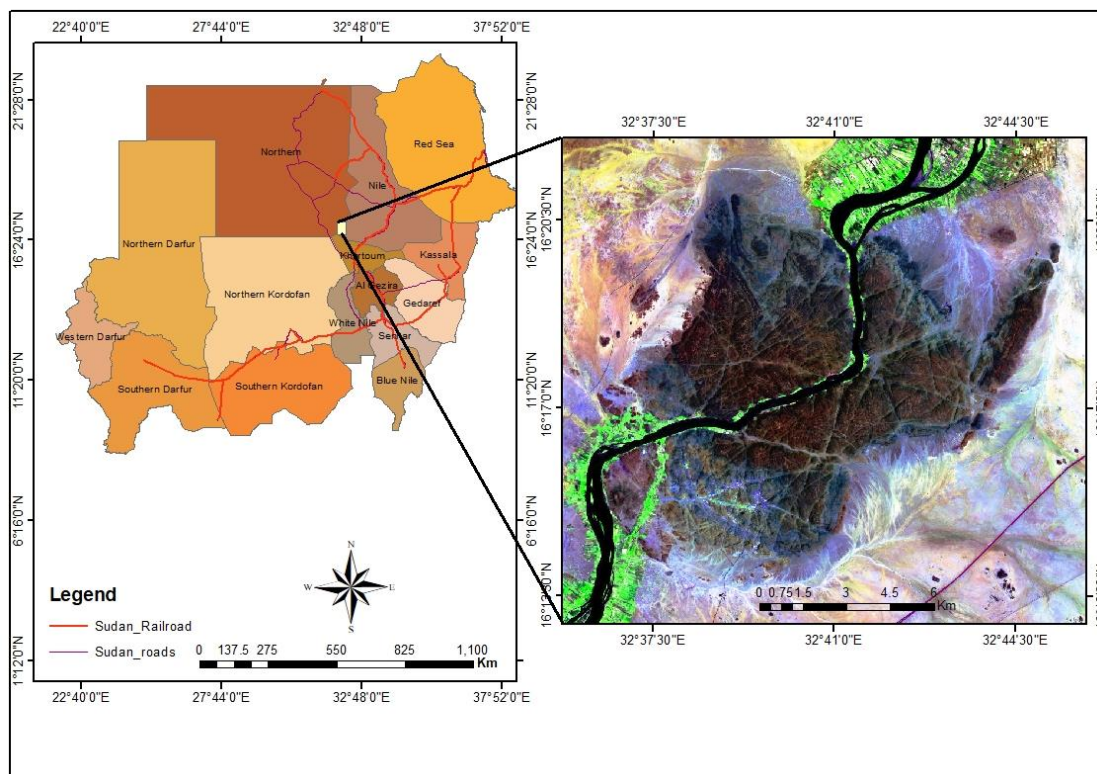 22°40'0"E 27°44'0"E 32°48'0"E 37°52'0"E
21°28'0"N
16°24'0"N
11°20'0"N
6°16'0"N
1°12'0"N
Northern
Red Sea
Nile
Northern Darfur
Khartoum
Kassala
Northern Kordofan
Al Gezira
Gedaref
White Nile
Sennar
Western Darfur
Southern Darfur
Southern Kordofan
Blue Nile
N
W E
S
Legend
Sudan_Railroad
Sudan_roads
0 137.5 275 550 825 1,100
Km
21°28'0"N
16°24'0"N
11°20'0"N
6°16'0"N
1°12'0"N
22°40'0"E 27°44'0"E 32°48'0"E 37°52'0"E
32°37'30"E 32°41'0"E 32°44'30"E
16°20'30"N
16°17'0"N
16°13'30"N
0 0.75 1.5 3 4.5 6
Km
32°37'30"E 32°41'0"E 32°44'30"E